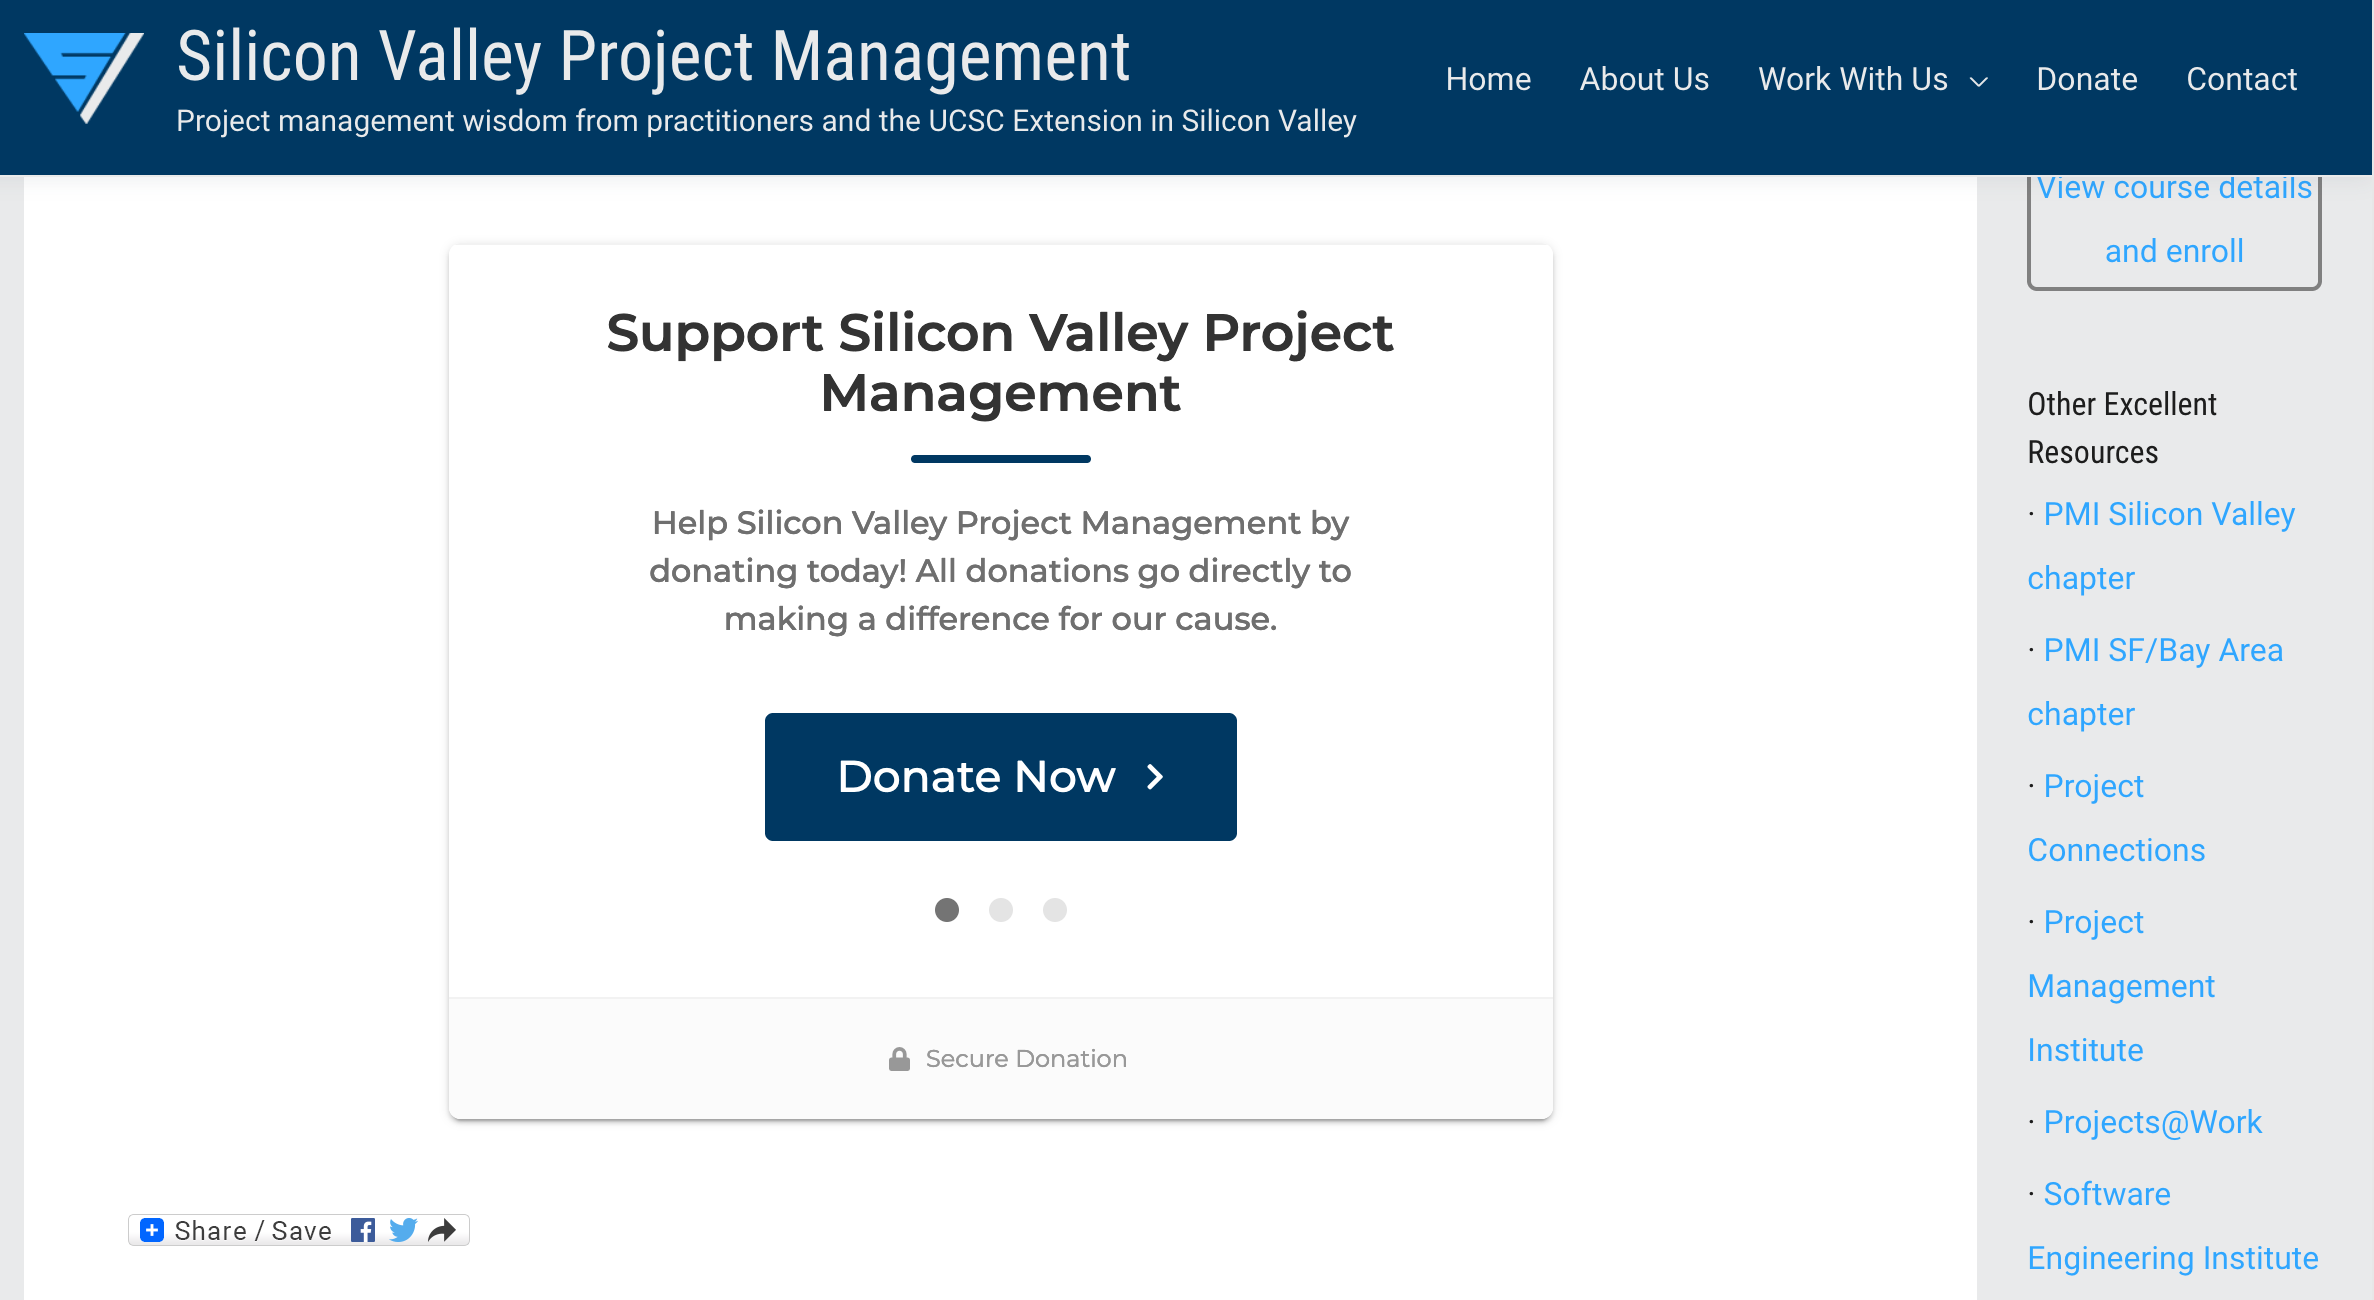 Silicon Valley Project Management
Project management wisdom from practitioners and the UCSC Extension in Silicon Valley
Home
About Us
Work With Us
Donate
Contact
Support Silicon Valley Project
Management
Help Silicon Valley Project Management by
donating today! All donations go directly to
making a difference for our cause.
Donate Now
Secure Donation
Share / Save
View course details
and enroll
Other Excellent
Resources
· PMI Silicon Valley
chapter
· PMI SF/Bay Area
chapter
· Project
Connections
· Project
Management
Institute
· Projects@Work
· Software
Engineering Institute